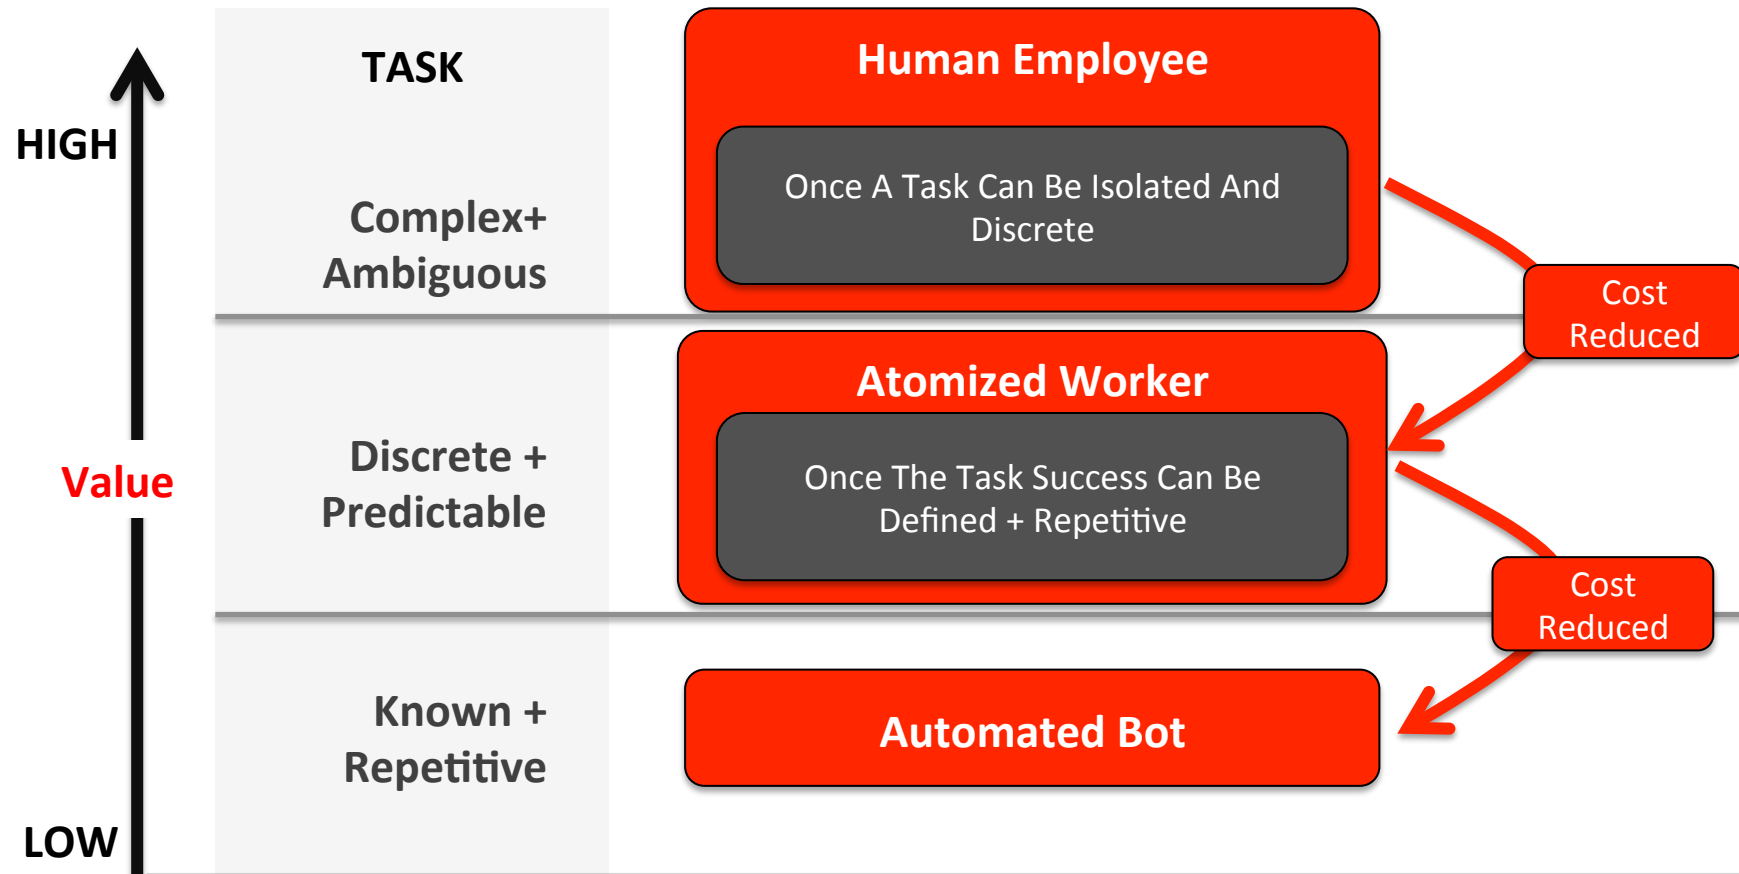 TASK
Human Employee
HIGH
Once A Task Can Be Isolated And
Discrete
Complex+
Ambiguous
Cost
Reduced
Atomized Worker
Value
Discrete +
Predictable
Once The Task Success Can Be
Defined + Repetitive
Cost
Reduced
Known +
Repetitive
Automated Bot
LOW